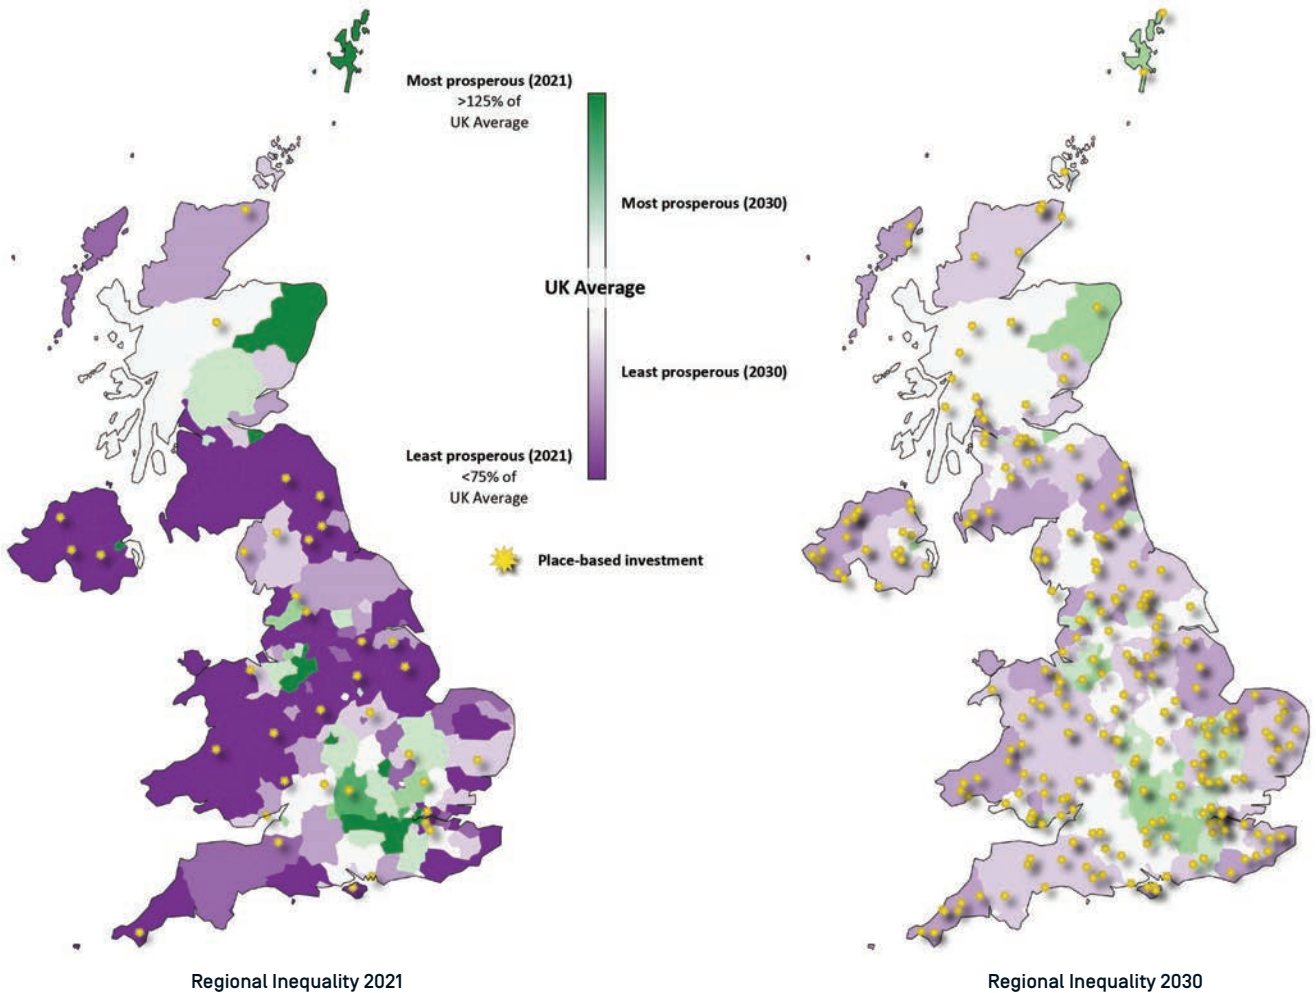 Most prosperous (2021)
>125% of
UK Average
Most prosperous (2030)
UK Average
Least prosperous (2030)
Least prosperous (2021)
<75% of
UK Average
Place-based investment
Regional Inequality 2021
Regional Inequality 2030